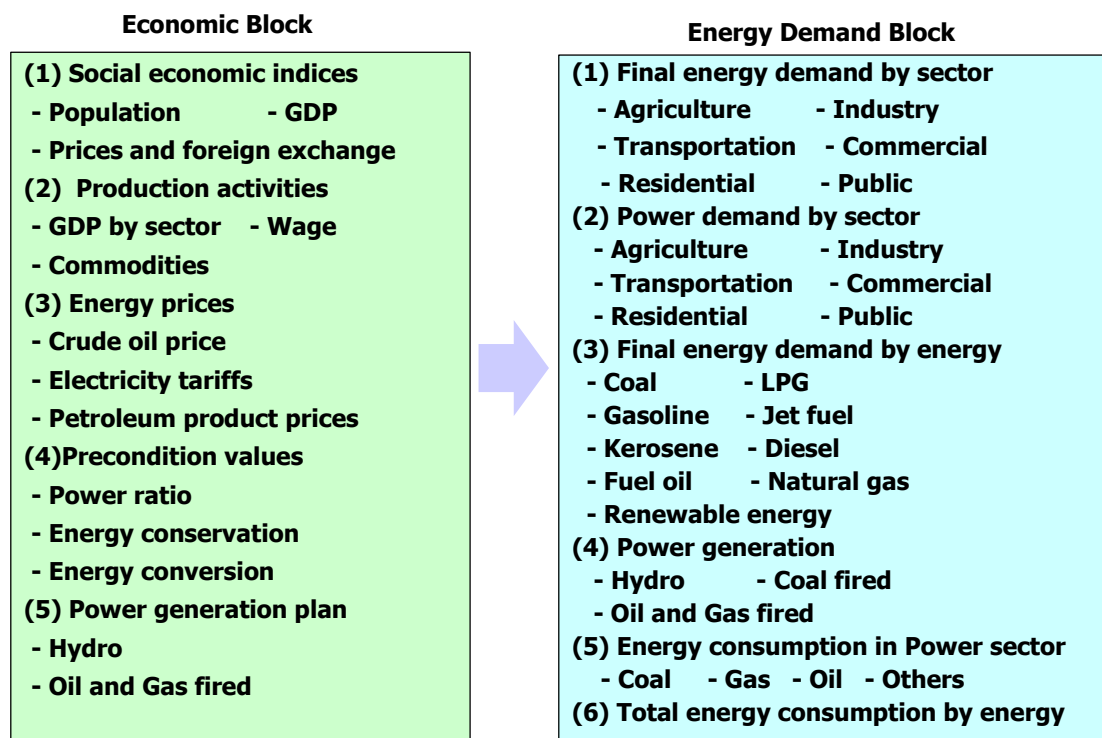 Economic Block
(1) Social economic indices
- Population - GDP
- Prices and foreign exchange
(2) Production activities
- GDP by sector - Wage
- Commodities
(3) Energy prices
- Crude oil price
- Electricity tariffs
- Petroleum product prices
(4)Precondition values
- Power ratio
- Energy conservation
- Energy conversion
(5) Power generation plan
- Hydro
- Oil and Gas fired
Energy Demand Block
(1) Final energy demand by sector
- Agriculture - Industry
- Transportation - Commercial
- Residential - Public
(2) Power demand by sector
- Agriculture - Industry
- Transportation - Commercial
- Residential - Public
(3) Final energy demand by energy
- Coal - LPG
- Gasoline - Jet fuel
- Kerosene - Diesel
- Fuel oil - Natural gas
- Renewable energy
(4) Power generation
- Hydro - Coal fired
- Oil and Gas fired
(5) Energy consumption in Power sector
- Coal - Gas - Oil - Others
(6) Total energy consumption by energy